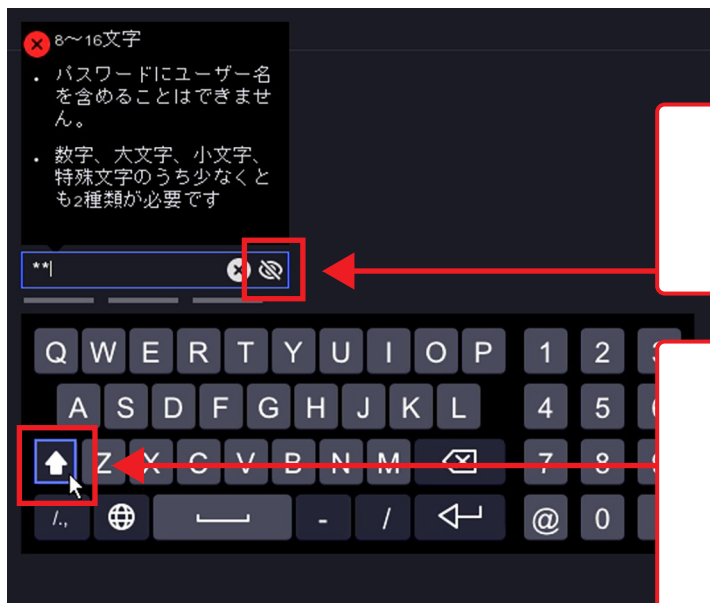 8～16文字
・ パスワードにユーザー名
を含めることはできませ
ん。
・ 数字、大文字、小文字、
特殊文字のうち少なくと
も2種類が必要です
**
Q W E R T Y U I O P 1 2 3
A S D F G H J K L 4 5 6
Z X C V B N M 7 8 9
/., - / @ 0